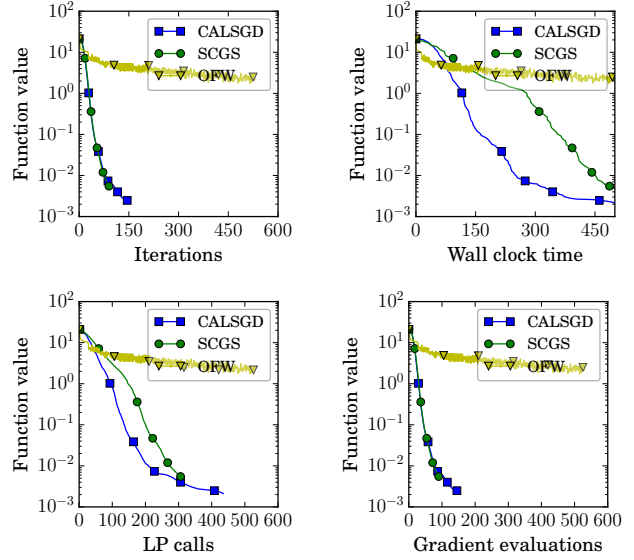 10²
10¹
10⁰
10⁻¹
10⁻²
10⁻³
Function value
CALSGD
SCGS
OFW
0 150 300 450 600
Iterations
10²
10¹
10⁰
10⁻¹
10⁻²
10⁻³
Function value
CALSGD
SCGS
OFW
0 150 300 450
Wall clock time
10²
10¹
10⁰
10⁻¹
10⁻²
10⁻³
Function value
CALSGD
SCGS
OFW
0 100 200 300 400 500 600
LP calls
10²
10¹
10⁰
10⁻¹
10⁻²
10⁻³
Function value
CALSGD
SCGS
OFW
0 100 200 300 400 500 600
Gradient evaluations